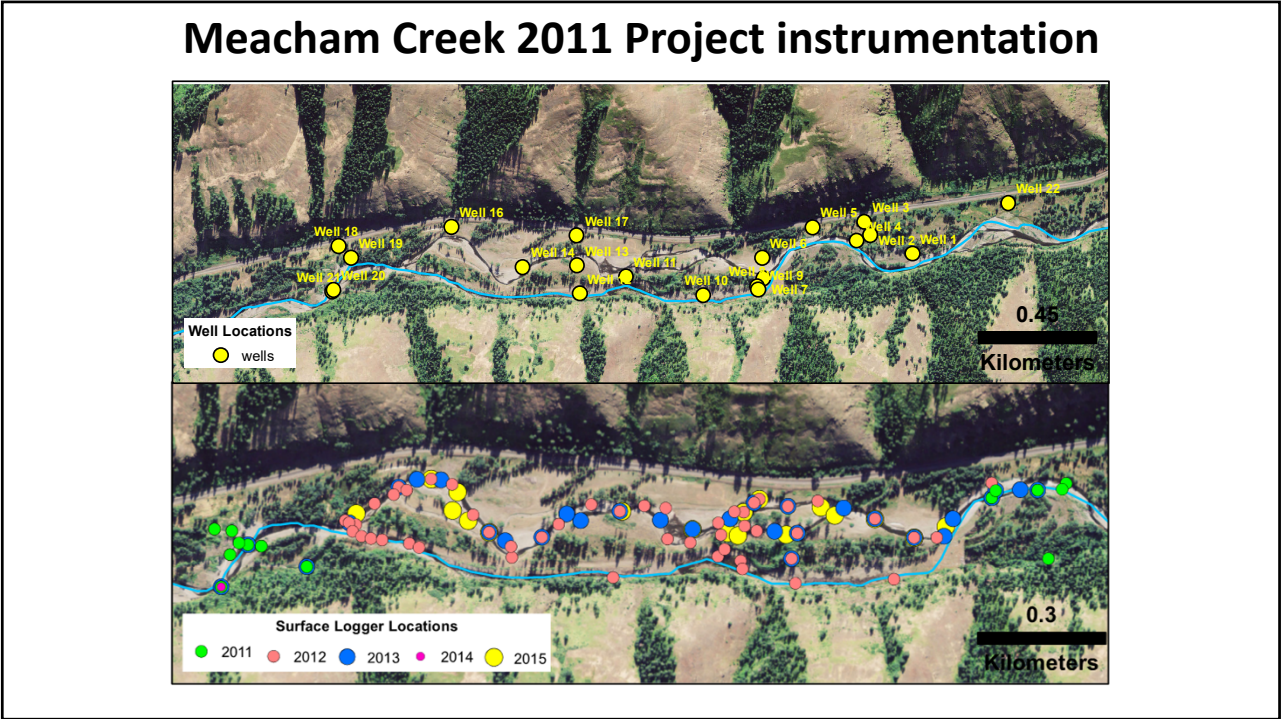 Meacham Creek 2011 Project instrumentation
Well 22
Well 16
Well 5
Well 3
Well 17
Well 4
Well 18
Well 2
Well 1
Well 19
Well 6
Well 14
Well 13
Well 11
Well 20
Well
Well 10
Well 9
Well 7
Well Locations
wells
0.45
Kilometers
Surface Logger Locations
2011
2012
2013
2014
2015
0.3
Kilometers